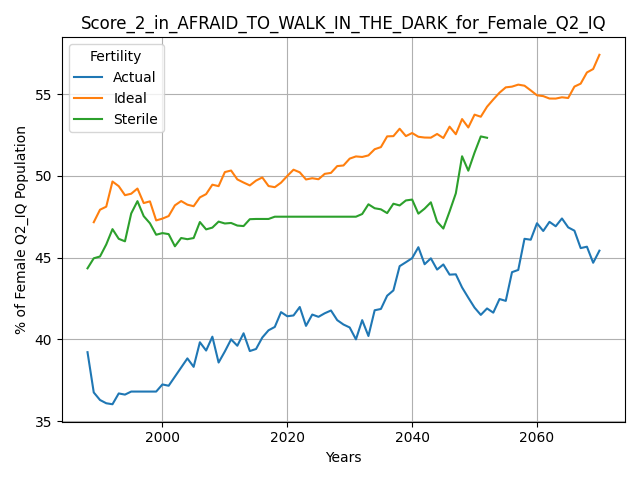 Score_2_in_AFRAID_TO_WALK_IN_THE_DARK_for_Female_Q2_IQ
Fertility
Actual
Ideal
Sterile
% of Female Q2_IQ Population
55
50
45
40
35
2000
2020
2040
2060
Years